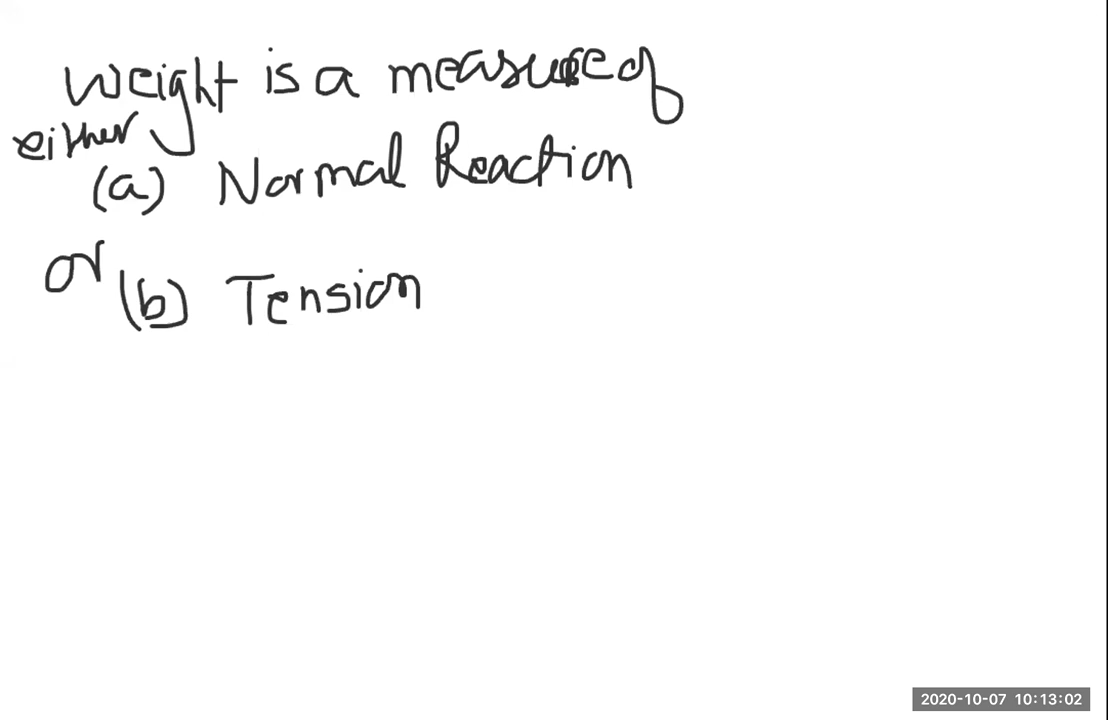 Weight is a measure of
either
(a) Normal Reaction
or (b) Tension
2020-10-07 10:13:02